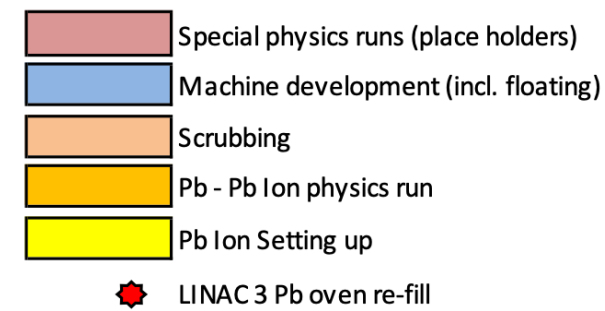 Special physics runs (place holders)
Machine development (incl. floating)
Scrubbing
Pb - Pb Ion physics run
Pb Ion Setting up
LINAC 3 Pb oven re-fill